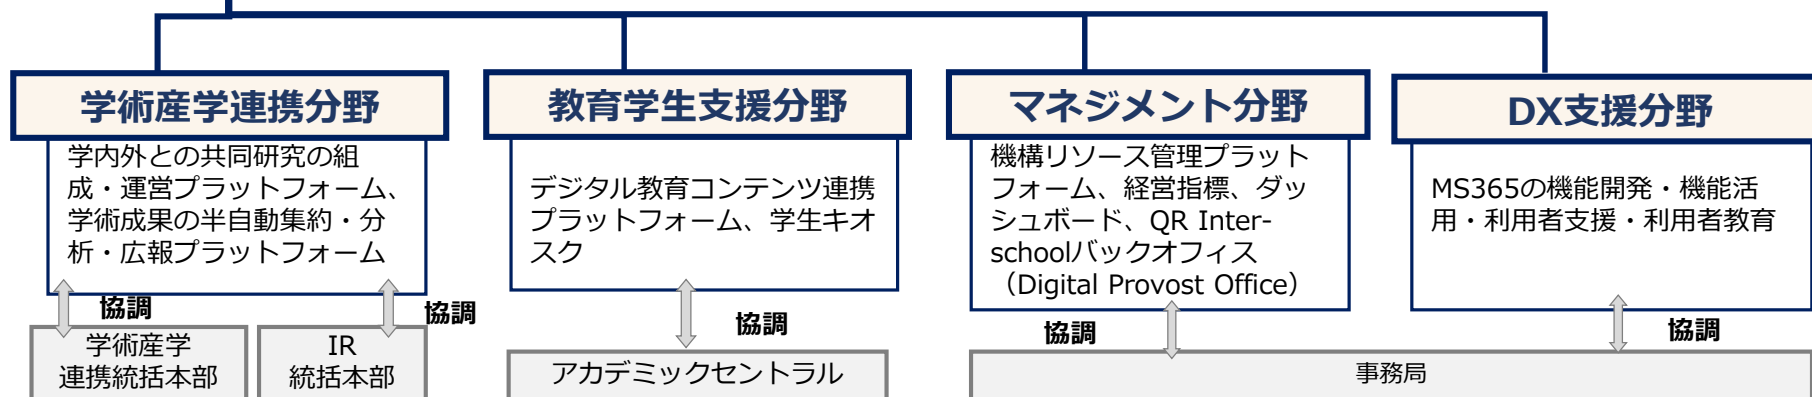 学術産学連携分野
学内外との共同研究の組
成・運営プラットフォーム、
学術成果の半自動集約・分
析・広報プラットフォーム
協調
協調
学術産学
連携統括本部
IR
統括本部
教育学生支援分野
デジタル教育コンテンツ連携
プラットフォーム、学生キオ
スク
協調
アカデミックセントラル
マネジメント分野
機構リソース管理プラット
フォーム、経営指標、ダッ
シュボード、QR Inter-
schoolバックオフィス
（Digital Provost Office）
協調
DX支援分野
MS365の機能開発・機能活
用・利用者支援・利用者教育
協調
事務局